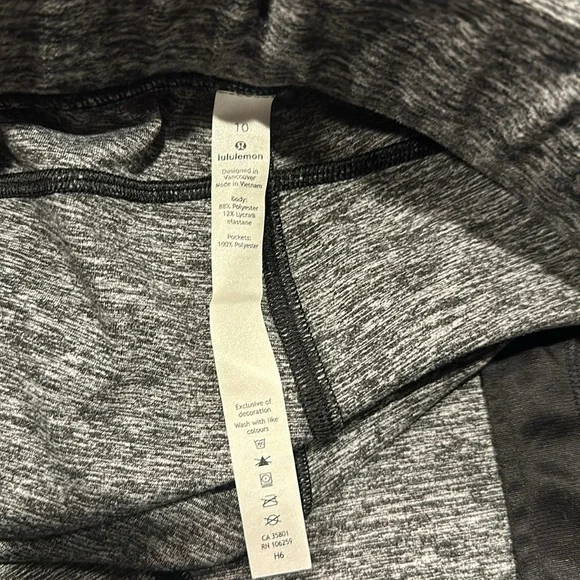 10
lululemon
Designed in
Vancouver
Made in Vietnam
Body:
88% Polyester
12% Lycra®
elastane
Pockets:
100% Polyester
Exclusive of
decoration
Wash with like
colours
CA 35801
RN 106259
H6